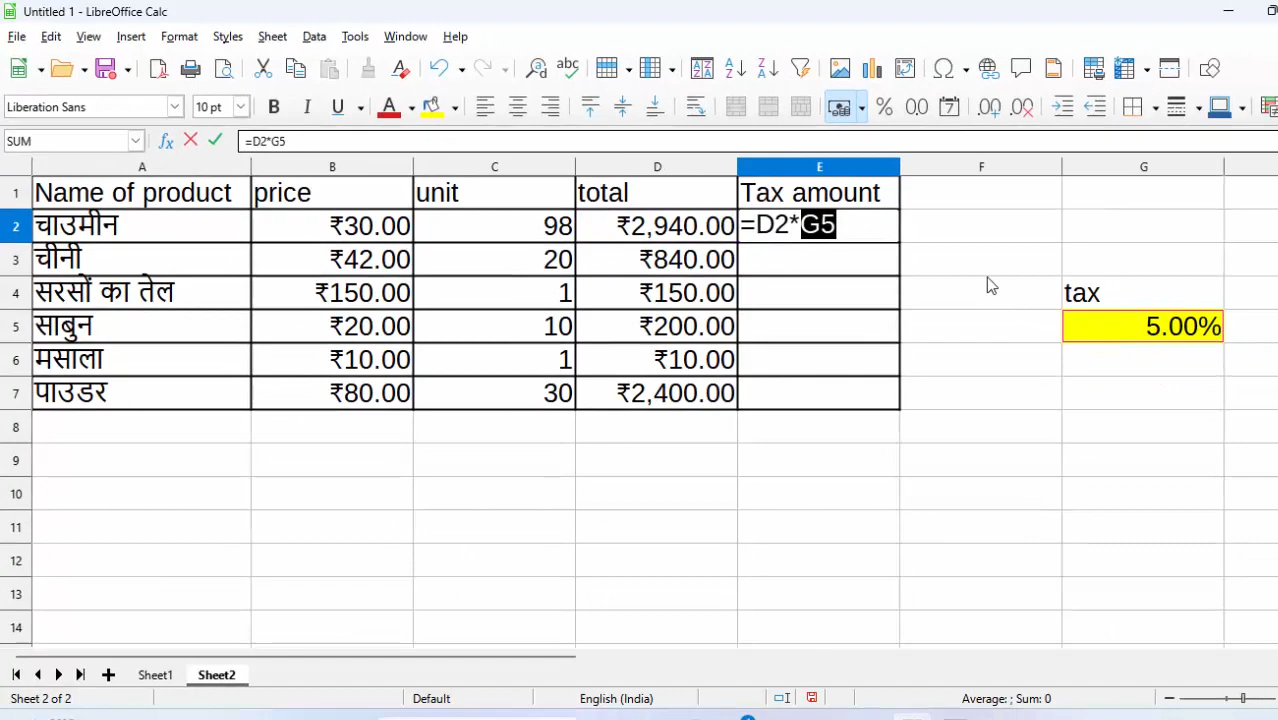 Untitled 1 - LibreOffice Calc
File Edit View Insert Format Styles Sheet Data Tools Window Help
Liberation Sans 10 pt
SUM =D2*G5
A B C D E F G
1 Name of product price unit total Tax amount
2 चाउमीन ₹30.00 98 ₹2,940.00 =D2*G5
3 चीनी ₹42.00 20 ₹840.00
4 सरसों का तेल ₹150.00 1 ₹150.00 tax
5 साबुन ₹20.00 10 ₹200.00 5.00%
6 मसाला ₹10.00 1 ₹10.00
7 पाउडर ₹80.00 30 ₹2,400.00
8
9
10
11
12
13
14
Sheet1 Sheet2
Sheet 2 of 2 Default English (India) Average: ; Sum: 0